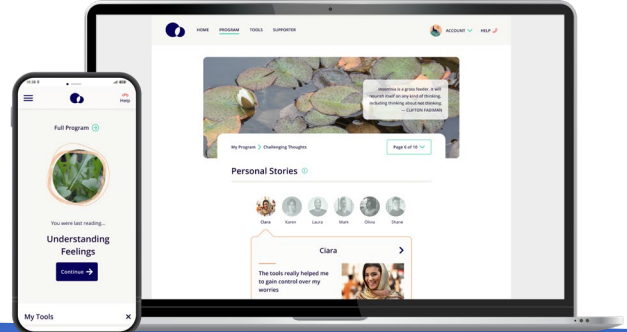 HOME PROGRAM TOOLS SUPPORTER
ACCOUNT HELP
Insomnia is a gross feeder. It will
nourish itself on any kind of thinking,
including thinking about not thinking.
— CLIFTON FADIMAN
My Program > Challenging Thoughts
Page 6 of 16
Personal Stories
Ciara Karen Laura Mark Olive Shane
Ciara
The tools really helped me
to gain control over my
worries
Help
Full Program
You were last reading...
Understanding
Feelings
Continue →
My Tools ×